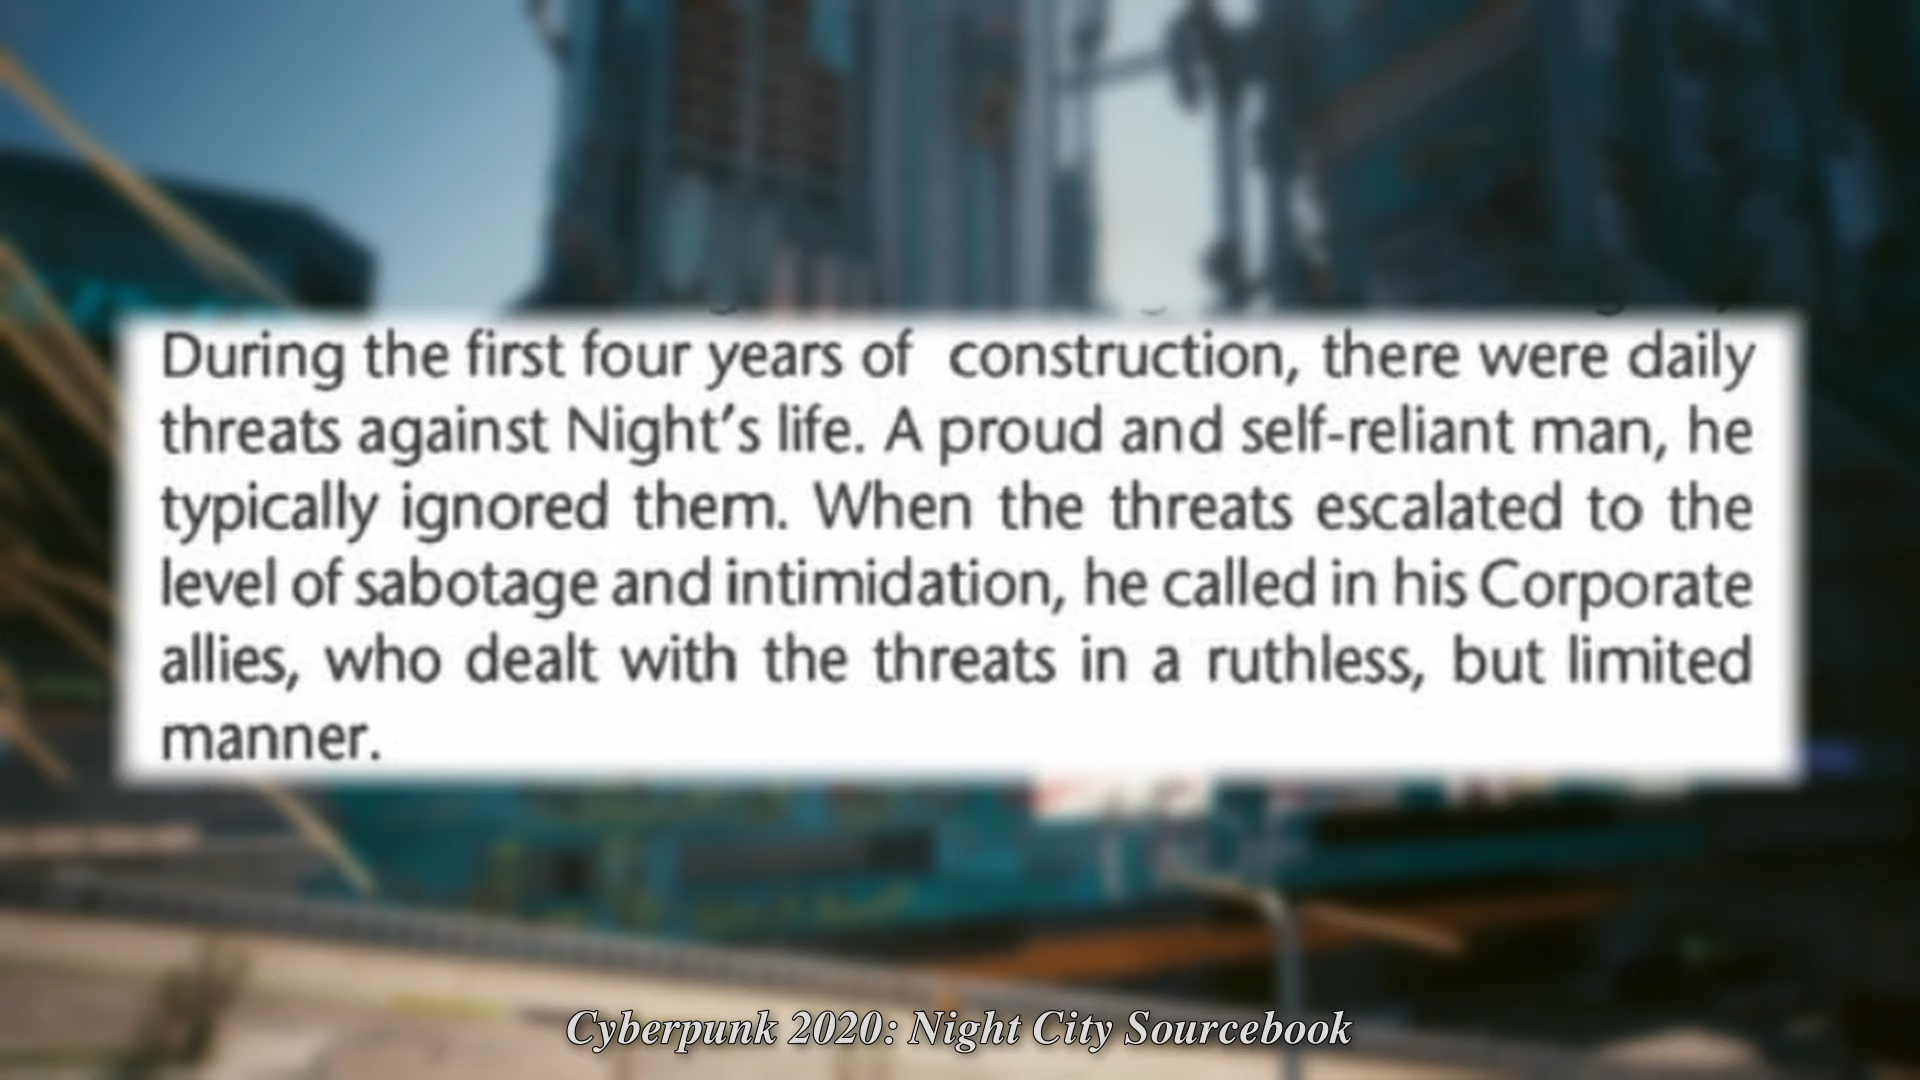 During the first four years of construction, there were daily
threats against Night's life. A proud and self-reliant man, he
typically ignored them. When the threats escalated to the
level of sabotage and intimidation, he called in his Corporate
allies, who dealt with the threats in a ruthless, but limited
manner.
Cyberpunk 2020: Night City Sourcebook